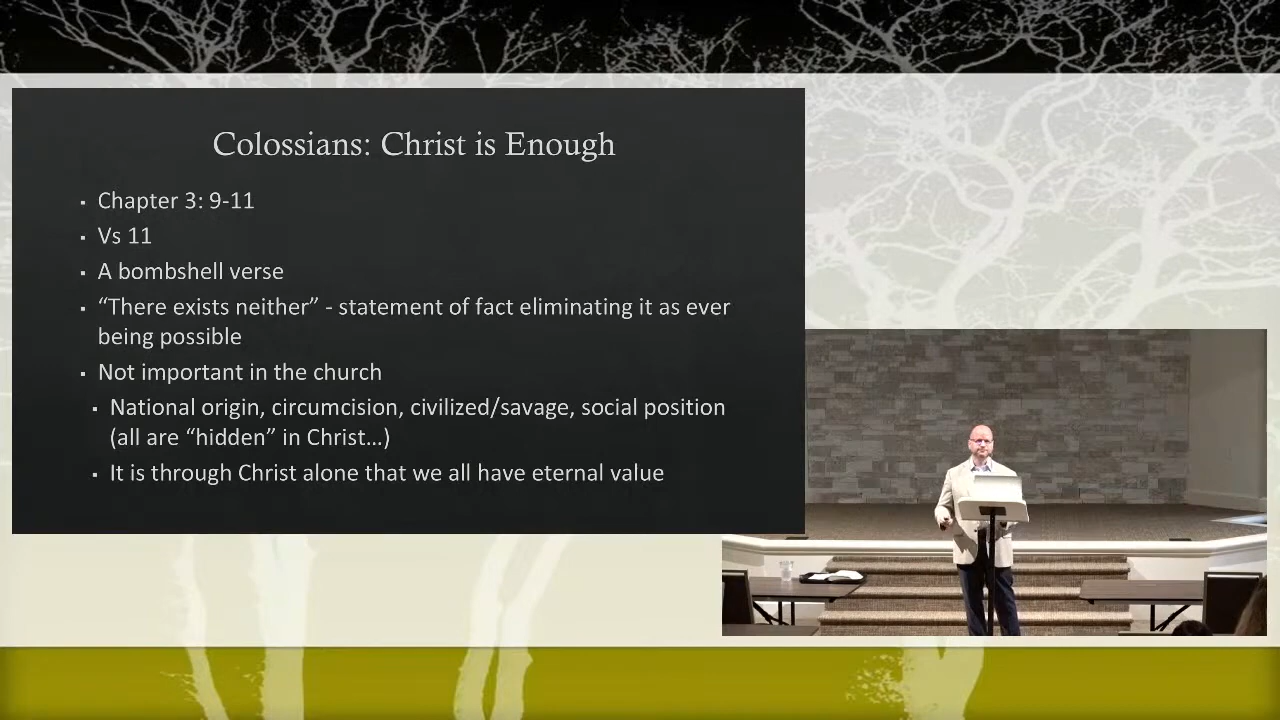 Colossians: Christ is Enough
▪ Chapter 3: 9-11
▪ Vs 11
▪ A bombshell verse
▪ “There exists neither” - statement of fact eliminating it as ever
being possible
▪ Not important in the church
▪ National origin, circumcision, civilized/savage, social position
(all are “hidden” in Christ…)
▪ It is through Christ alone that we all have eternal value